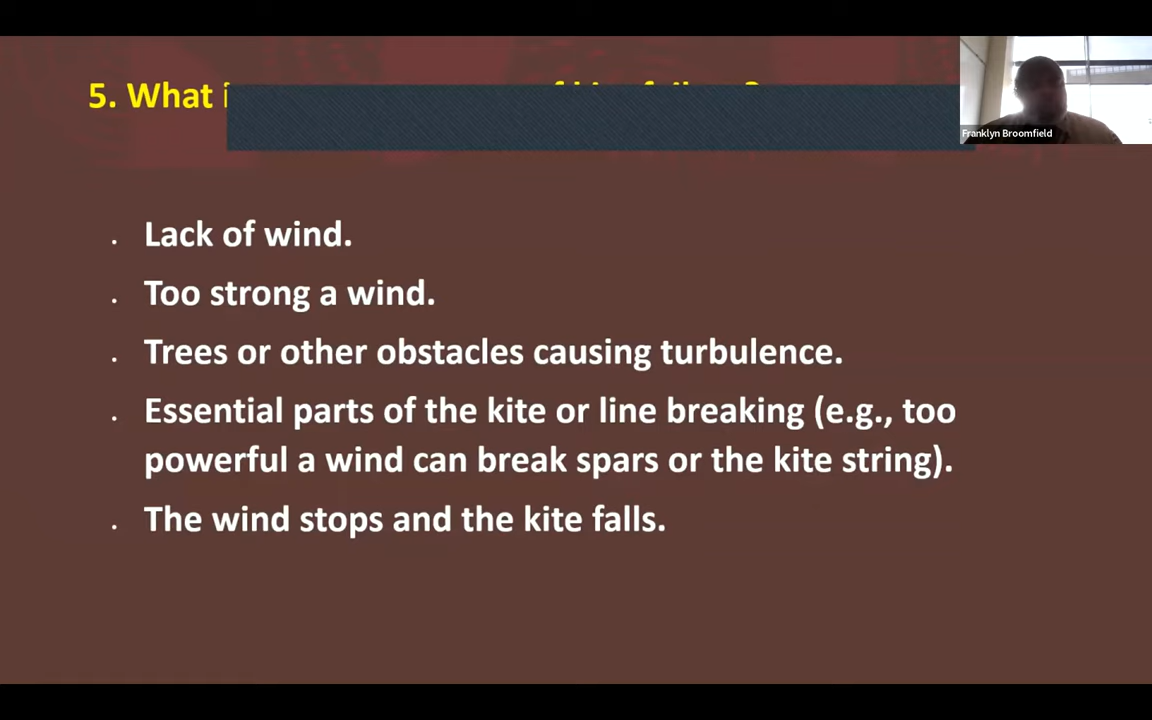 5. What
Franklyn Broomfield
Lack of wind.
Too strong a wind.
Trees or other obstacles causing turbulence.
Essential parts of the kite or line breaking (e.g., too
powerful a wind can break spars or the kite string).
The wind stops and the kite falls.